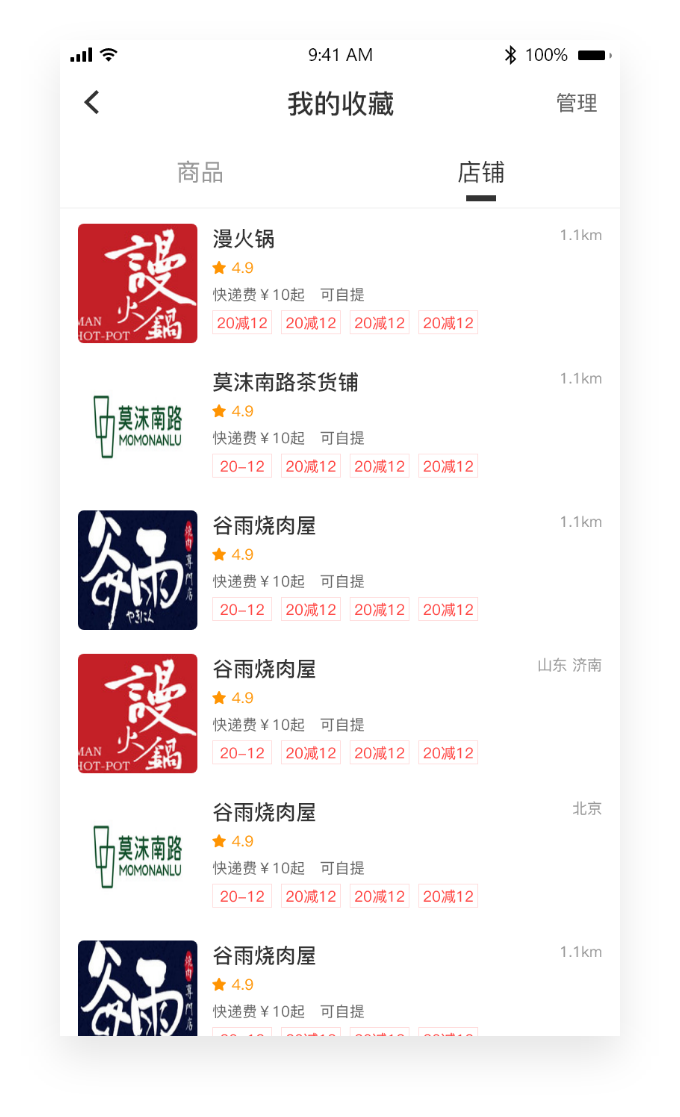 9:41 AM 100%
我的收藏 管理
商品 店铺
謾火鍋
MAN
HOT-POT
漫火锅 1.1km
4.9
快递费￥10起 可自提
20减12 20减12 20减12 20减12
莫沫南路
MOMONANLU
莫沫南路茶货铺 1.1km
4.9
快递费￥10起 可自提
20-12 20减12 20减12 20减12
谷雨
烧肉專門店
やきにく
谷雨烧肉屋 1.1km
4.9
快递费￥10起 可自提
20-12 20减12 20减12 20减12
謾火鍋
MAN
HOT-POT
谷雨烧肉屋 山东 济南
4.9
快递费￥10起 可自提
20-12 20减12 20减12 20减12
莫沫南路
MOMONANLU
谷雨烧肉屋 北京
4.9
快递费￥10起 可自提
20-12 20减12 20减12 20减12
谷雨
烧肉專門店
谷雨烧肉屋 1.1km
4.9
快递费￥10起 可自提